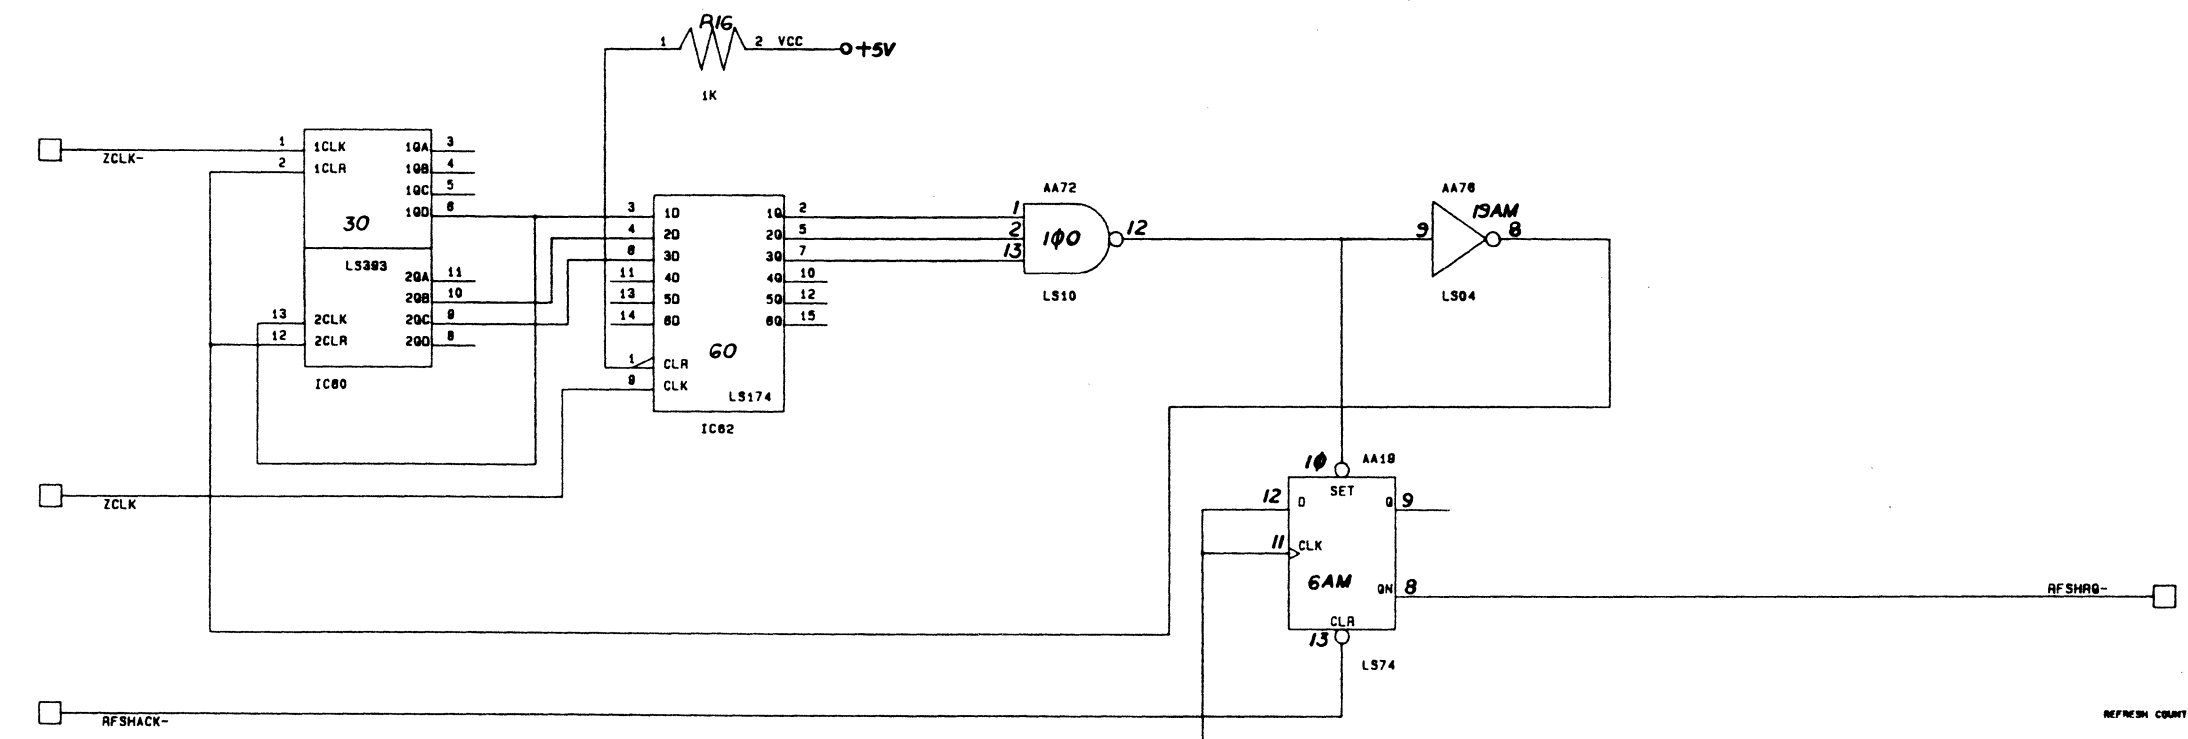 R16
1 2 VCC +5V
1K
ZCLK-
1 1CLK 1QA 3
2 1CLR 1QB 4
1QC 5
1QD 6
30
LS393
2QA 11
2QB 10
13 2CLK 2QC 9
12 2CLR 2QD 8
IC60
3 1D 1Q 2
4 2D 2Q 5
6 3D 3Q 7
11 4D 4Q 10
13 5D 5Q 12
14 6D 6Q 15
60
1 CLR
9 CLK
LS174
IC62
AA72
1
2 100 12
13
LS10
AA76
19AM
9 8
LS04
ZCLK
10 AA19
SET
12 D Q 9
11 CLK
6AM
QN 8
CLR
13
LS74
RFSHRQ-
RFSHACK-
REFRESH COUNT